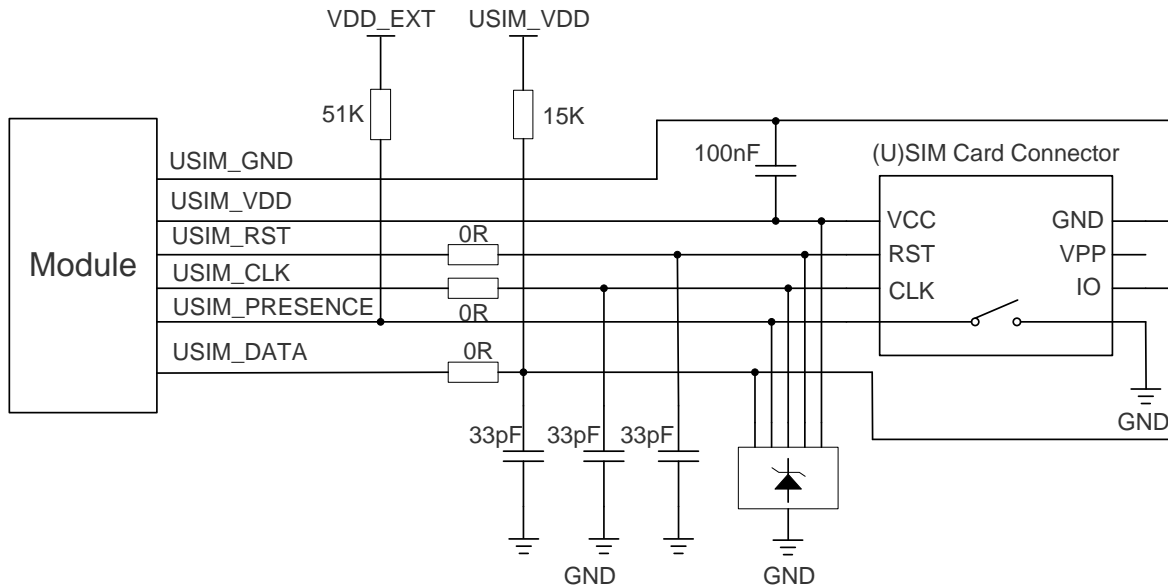 VDD_EXT USIM_VDD
51K 15K
100nF (U)SIM Card Connector
USIM_GND
USIM_VDD VCC GND
USIM_RST 0R RST VPP
Module USIM_CLK CLK IO
USIM_PRESENCE 0R
USIM_DATA 0R
GND
33pF 33pF 33pF
GND GND